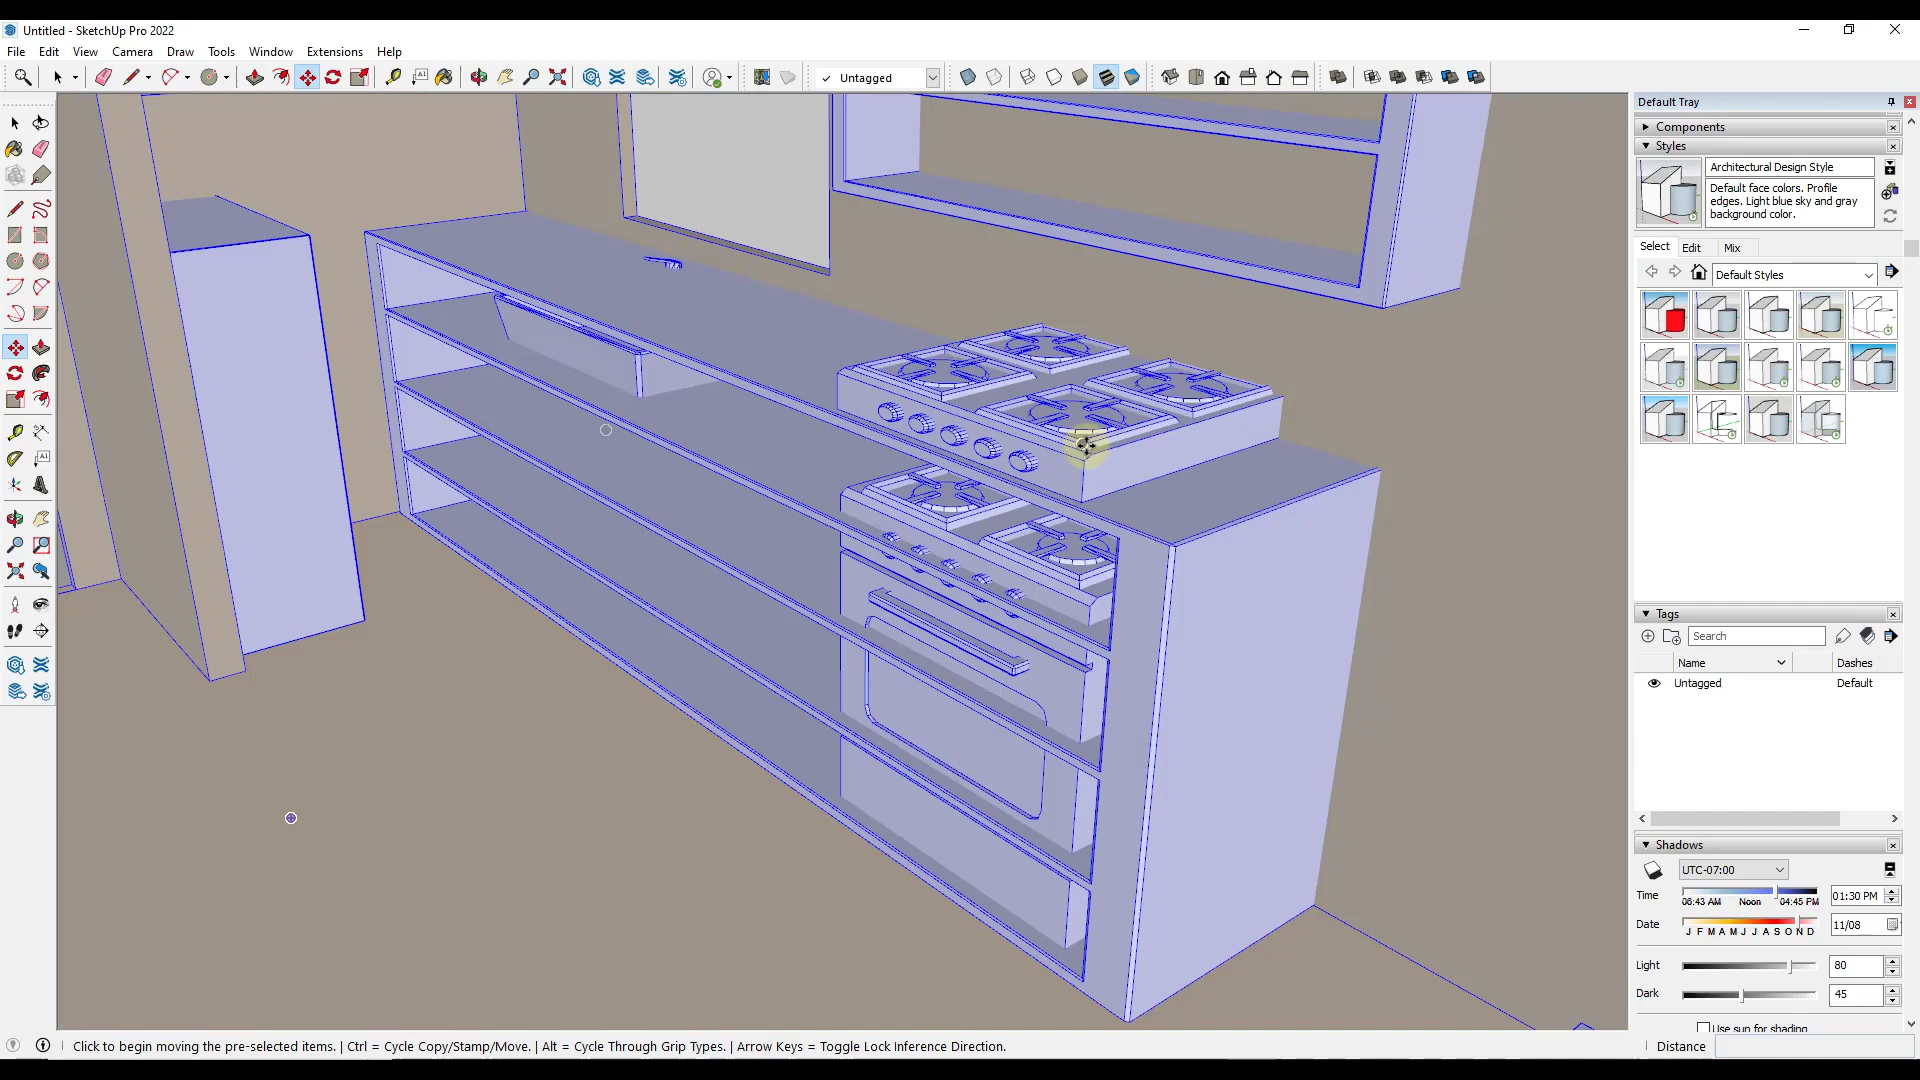 Untitled - SketchUp Pro 2022
File Edit View Camera Draw Tools Window Extensions Help
Untagged
Default Tray
Components
Styles
Architectural Design Style
Default face colors. Profile
edges. Light blue sky and gray
background color.
Select Edit Mix
Default Styles
Tags
Search
Name Dashes
Untagged Default
Shadows
UTC-07:00
Time 01:30 PM
06:43 AM Noon 04:45 PM
Date 11/08
J F M A M J J A S O N D
Light 80
Dark 45
Use sun for shading
Click to begin moving the pre-selected items. | Ctrl = Cycle Copy/Stamp/Move. | Alt = Cycle Through Grip Types. | Arrow Keys = Toggle Lock Inference Direction.
Distance